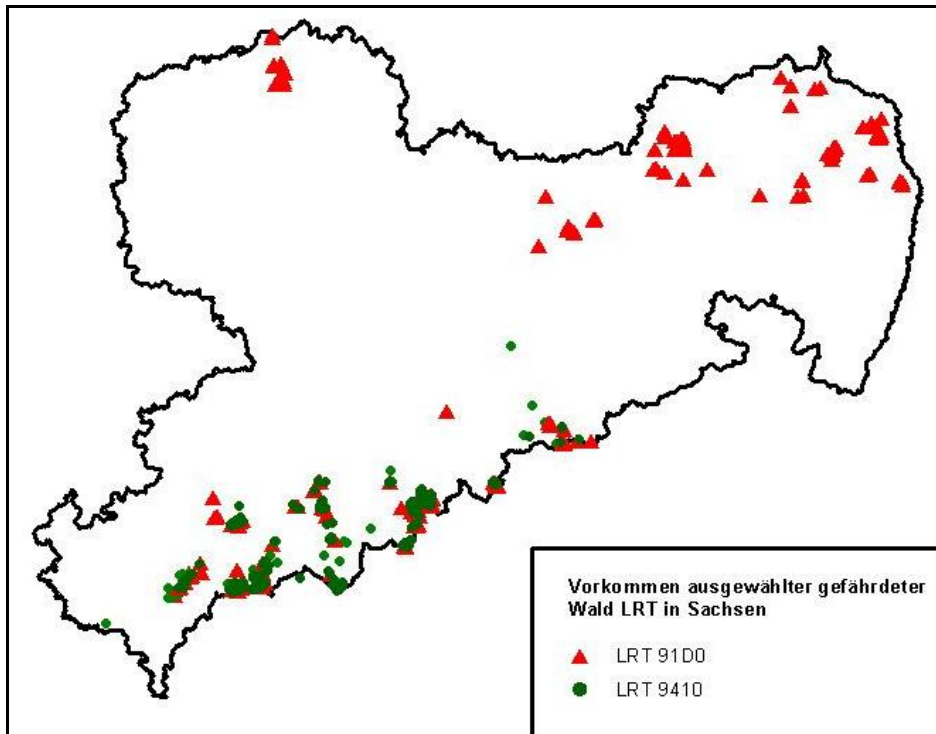 Vorkommen ausgewählter gefährdeter
Wald LRT in Sachsen
LRT 91D0
LRT 9410